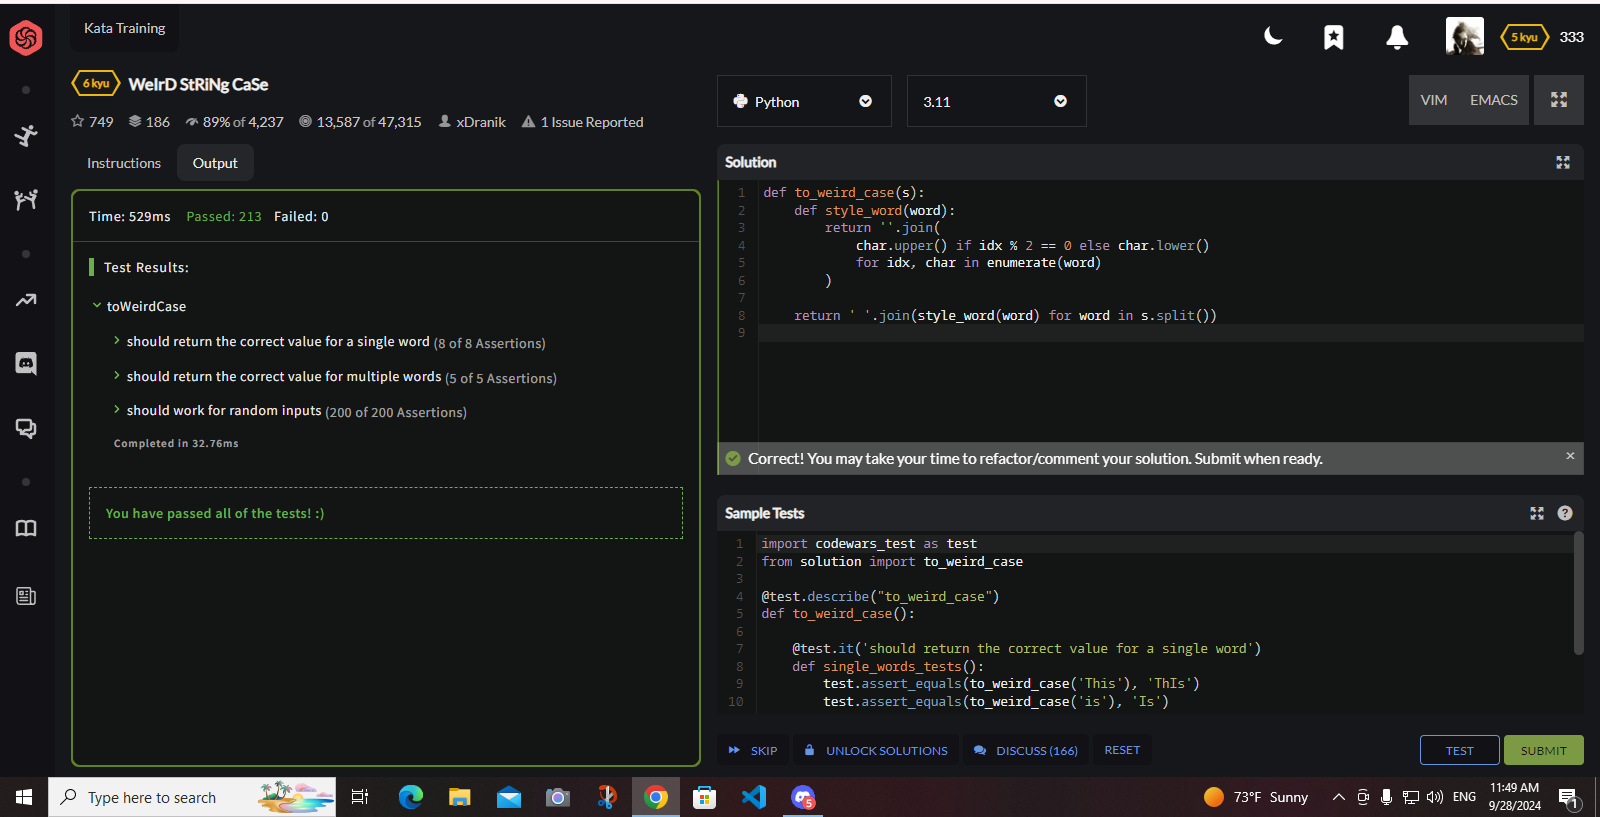 Kata Training
5 kyu 333
6 kyu WeIrD StRiNg CaSe
749 186 89% of 4,237 13,587 of 47,315 xDranik 1 Issue Reported
Instructions Output
Time: 529ms Passed: 213 Failed: 0
Test Results:
toWeirdCase
should return the correct value for a single word (8 of 8 Assertions)
should return the correct value for multiple words (5 of 5 Assertions)
should work for random inputs (200 of 200 Assertions)
Completed in 32.76ms
You have passed all of the tests! :)
Python 3.11 VIM EMACS
Solution
1 def to_weird_case(s):
2     def style_word(word):
3         return ''.join(
4             char.upper() if idx % 2 == 0 else char.lower()
5             for idx, char in enumerate(word)
6         )
7
8     return ' '.join(style_word(word) for word in s.split())
9
Correct! You may take your time to refactor/comment your solution. Submit when ready. ×
Sample Tests ?
1 import codewars_test as test
2 from solution import to_weird_case
3
4 @test.describe("to_weird_case")
5 def to_weird_case():
6
7     @test.it('should return the correct value for a single word')
8     def single_words_tests():
9         test.assert_equals(to_weird_case('This'), 'ThIs')
10         test.assert_equals(to_weird_case('is'), 'Is')
SKIP UNLOCK SOLUTIONS DISCUSS (166) RESET TEST SUBMIT
Type here to search 5 73°F Sunny ENG 11:49 AM
9/28/2024 1